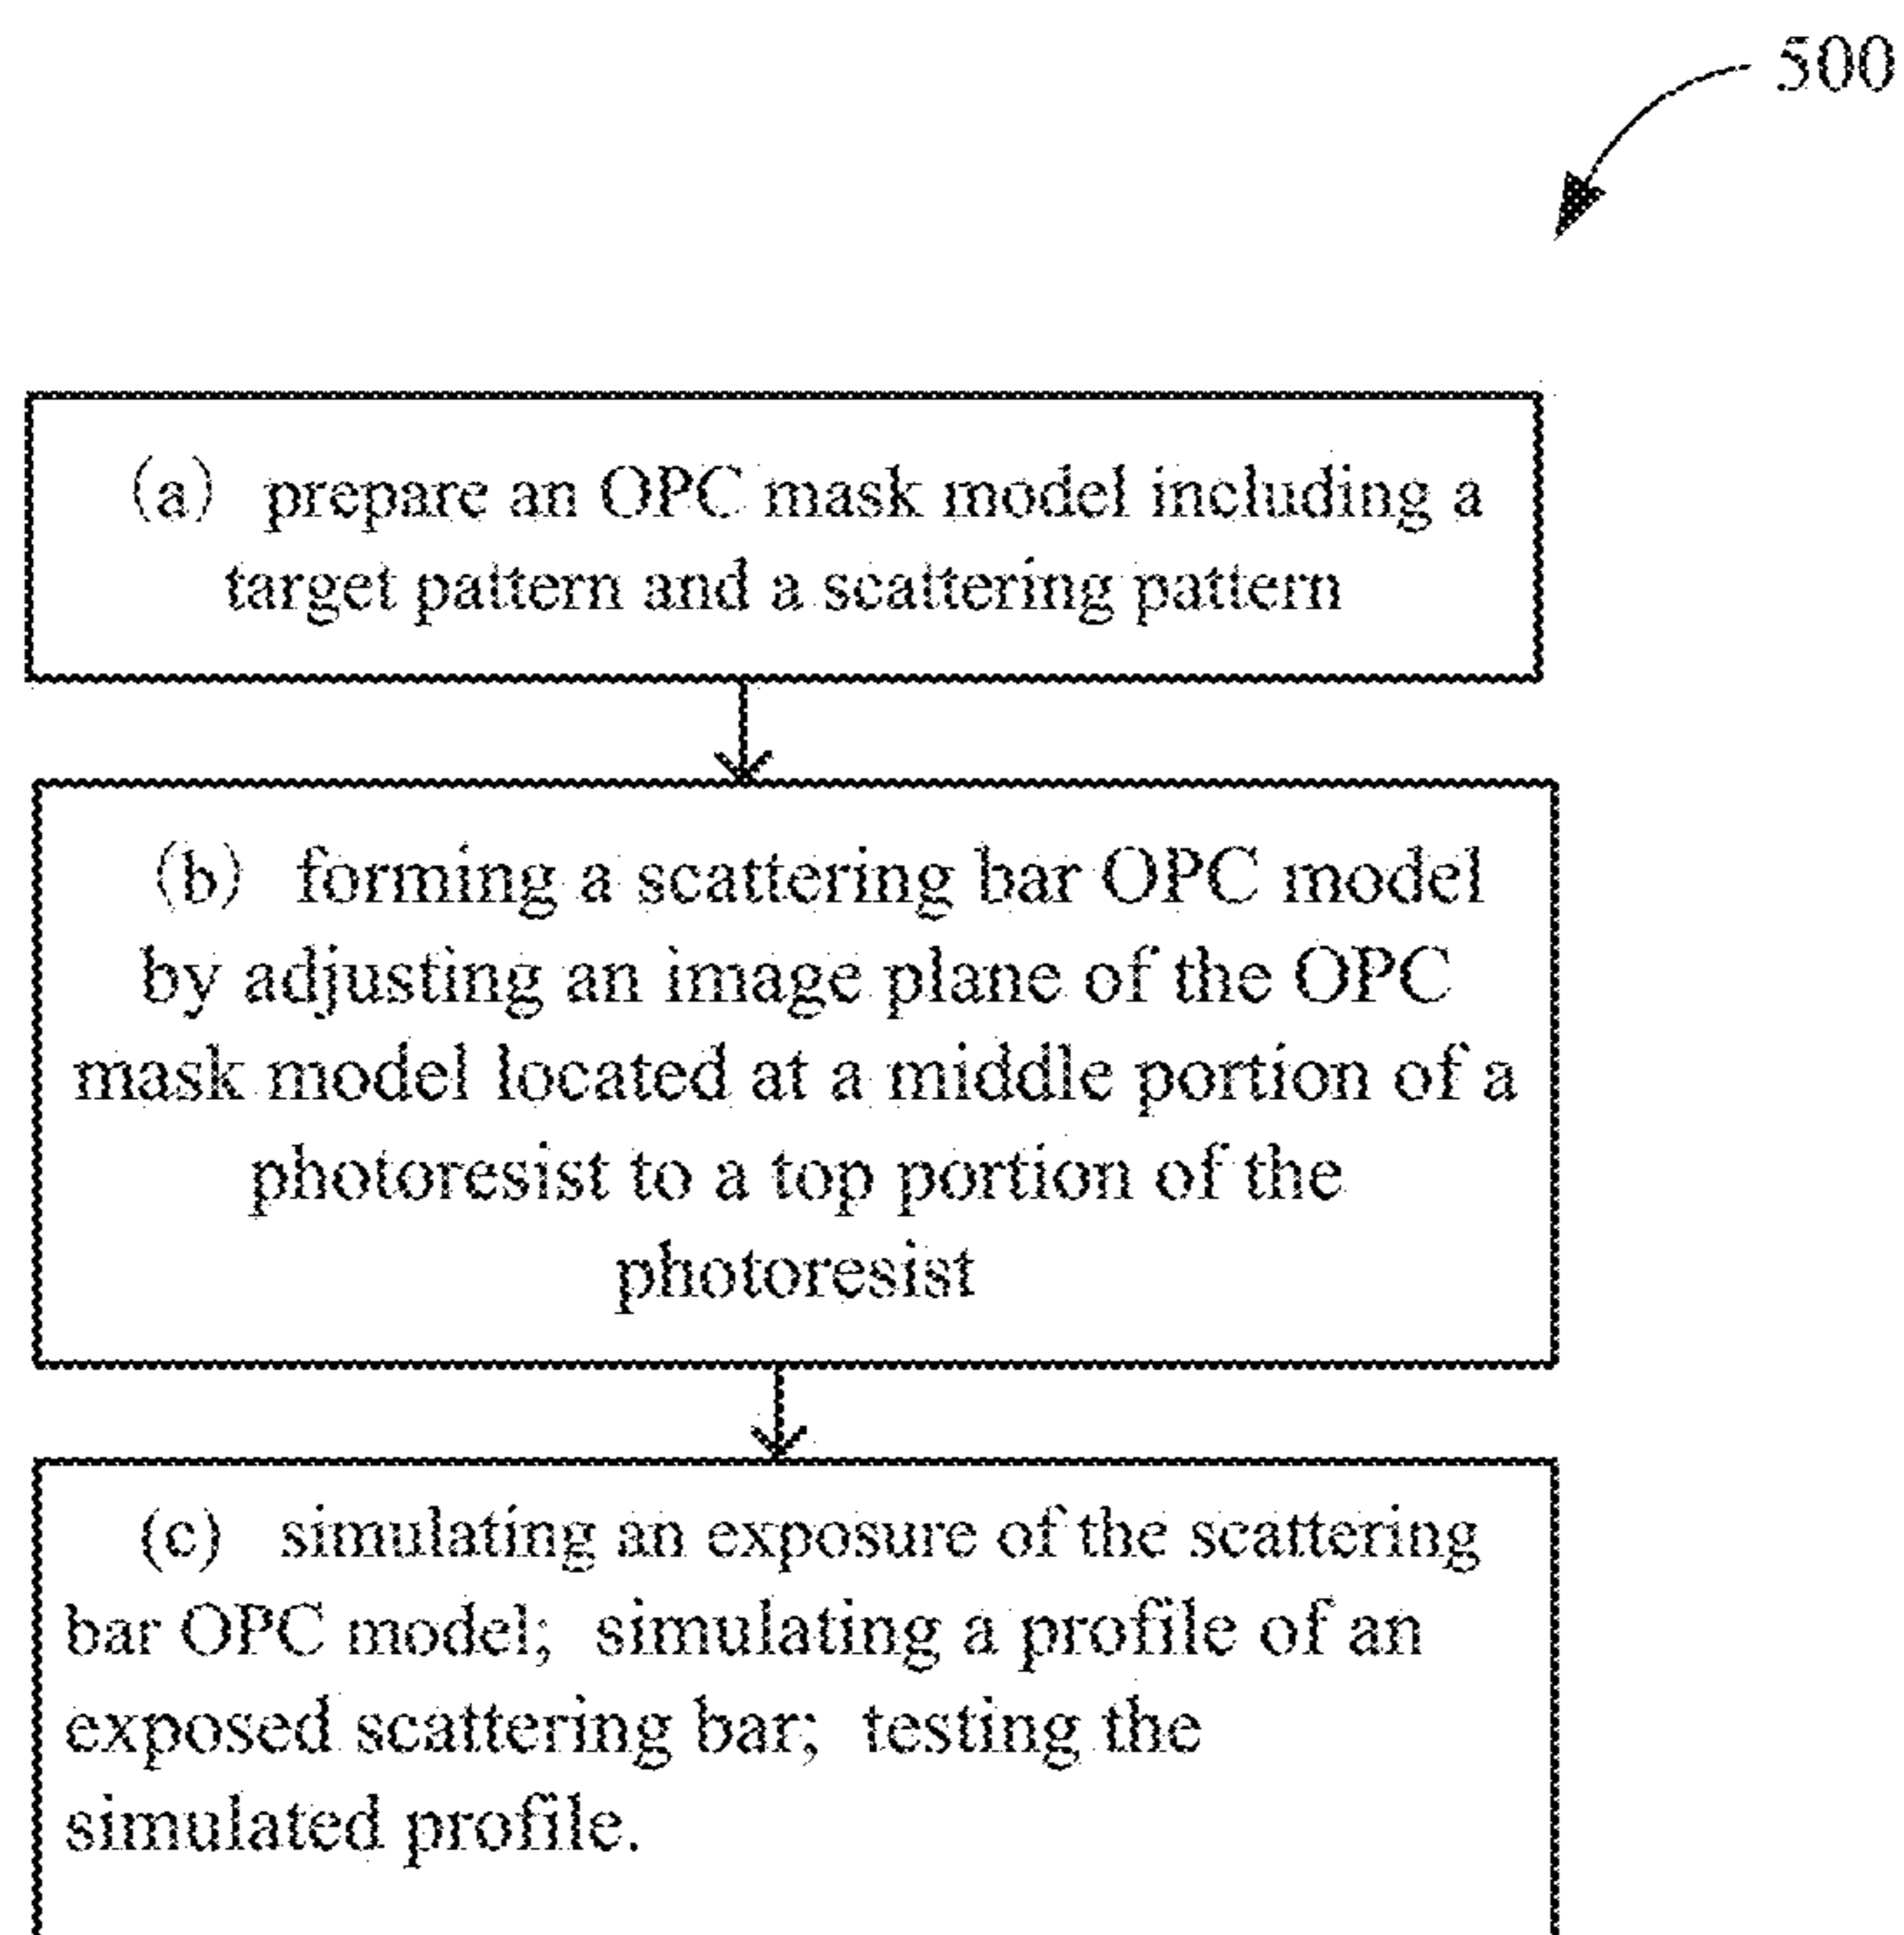 500
(a) prepare an OPC mask model including a
target pattern and a scattering pattern
(b) forming a scattering bar OPC model
by adjusting an image plane of the OPC
mask model located at a middle portion of a
photoresist to a top portion of the
photoresist
(c) simulating an exposure of the scattering
bar OPC model; simulating a profile of an
exposed scattering bar; testing the
simulated profile.